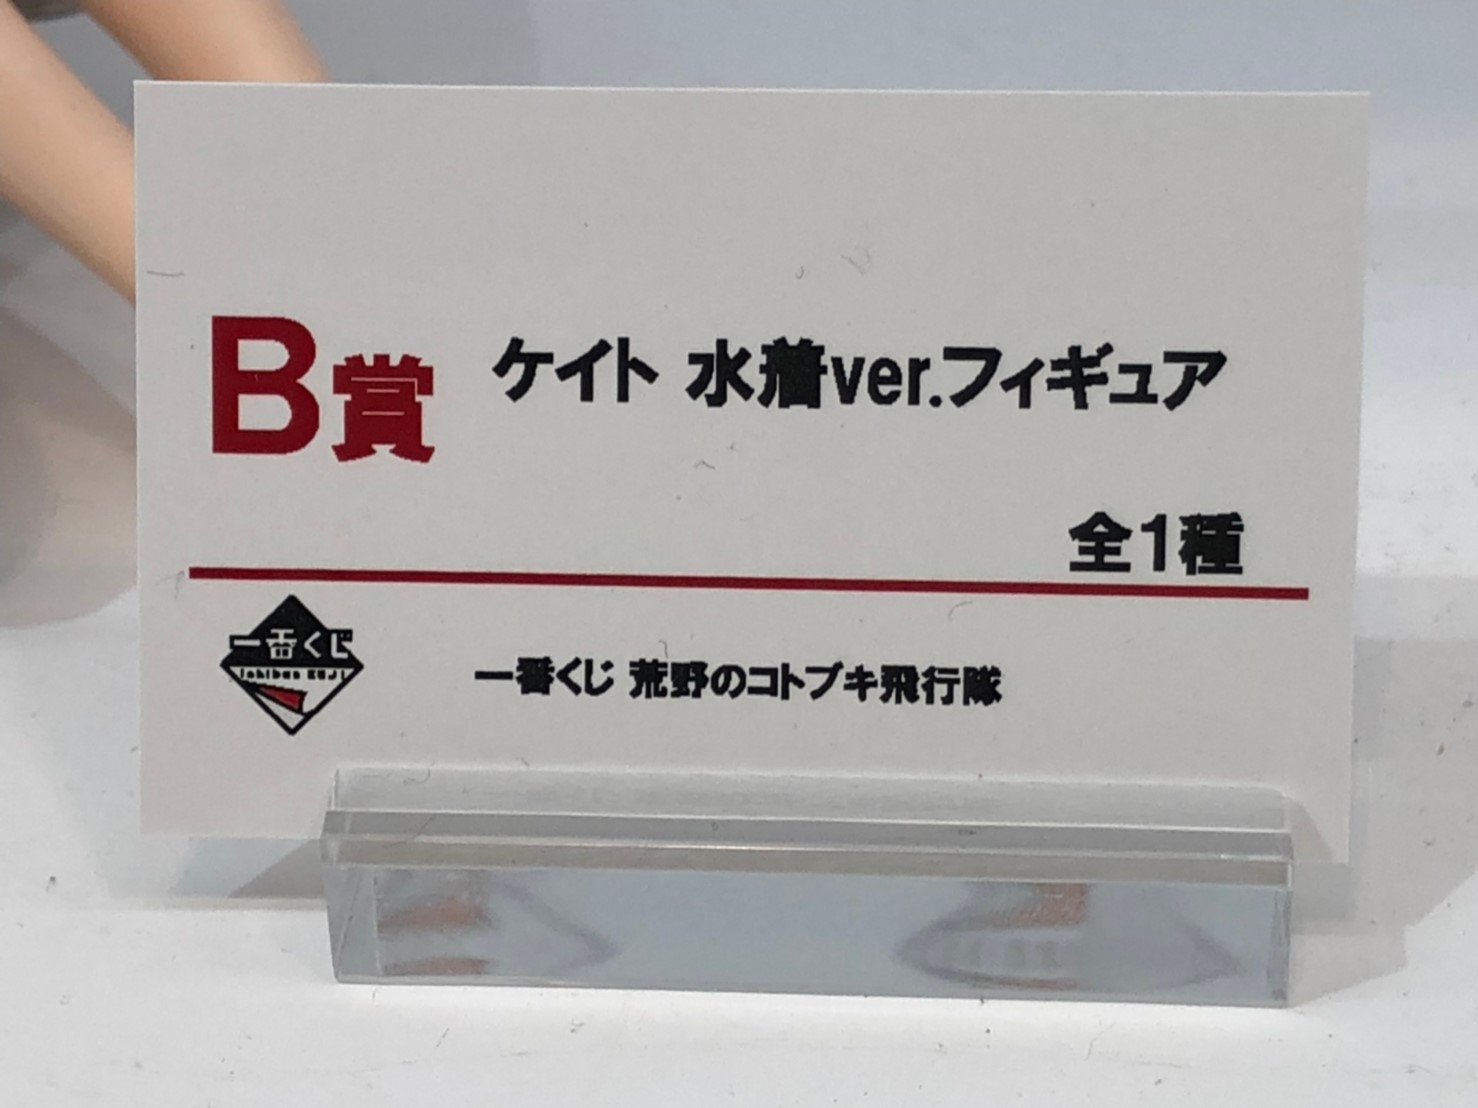 B賞 ケイト 水着ver.フィギュア
全1種
一番くじ
Ichiban KUJI
一番くじ 荒野のコトブキ飛行隊